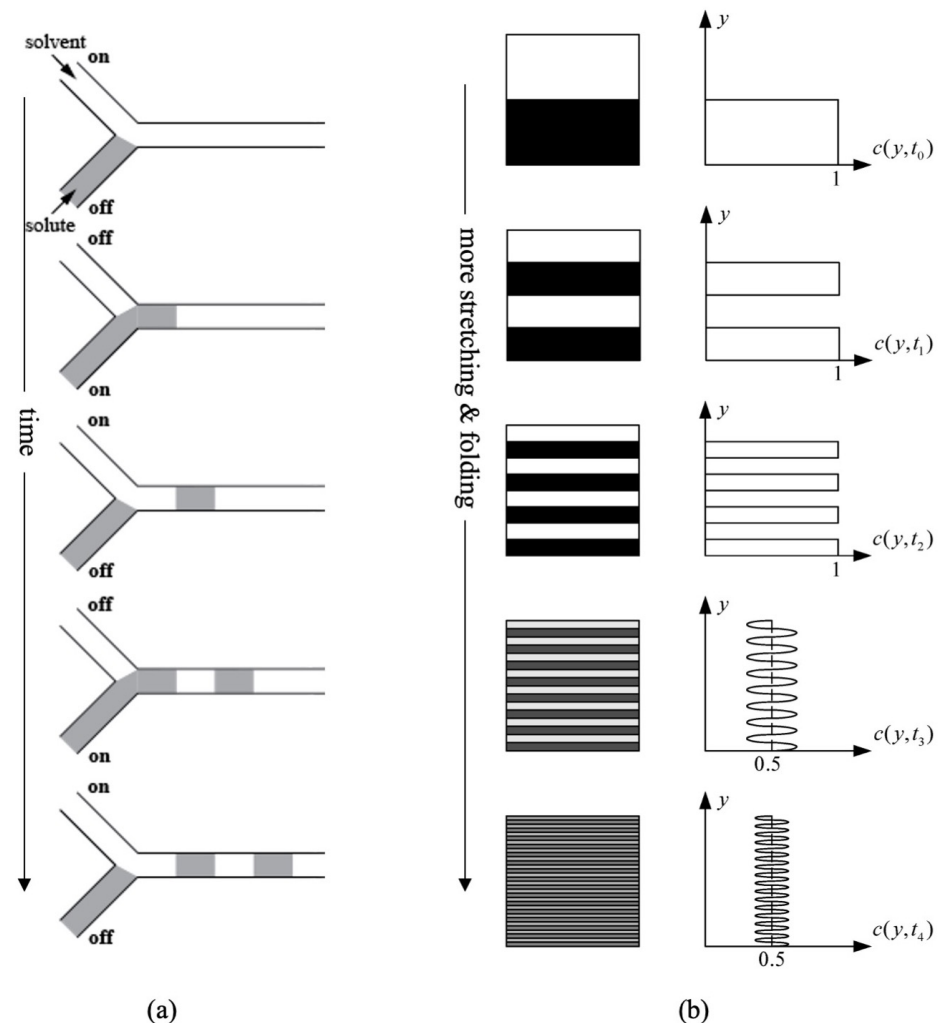 solvent
on
solute
off
off
on
on
off
off
on
on
off
time
(a)
more stretching & folding
y
c(y,t₀)
1
y
c(y,t₁)
1
y
c(y,t₂)
1
y
c(y,t₃)
0.5
y
c(y,t₄)
0.5
(b)